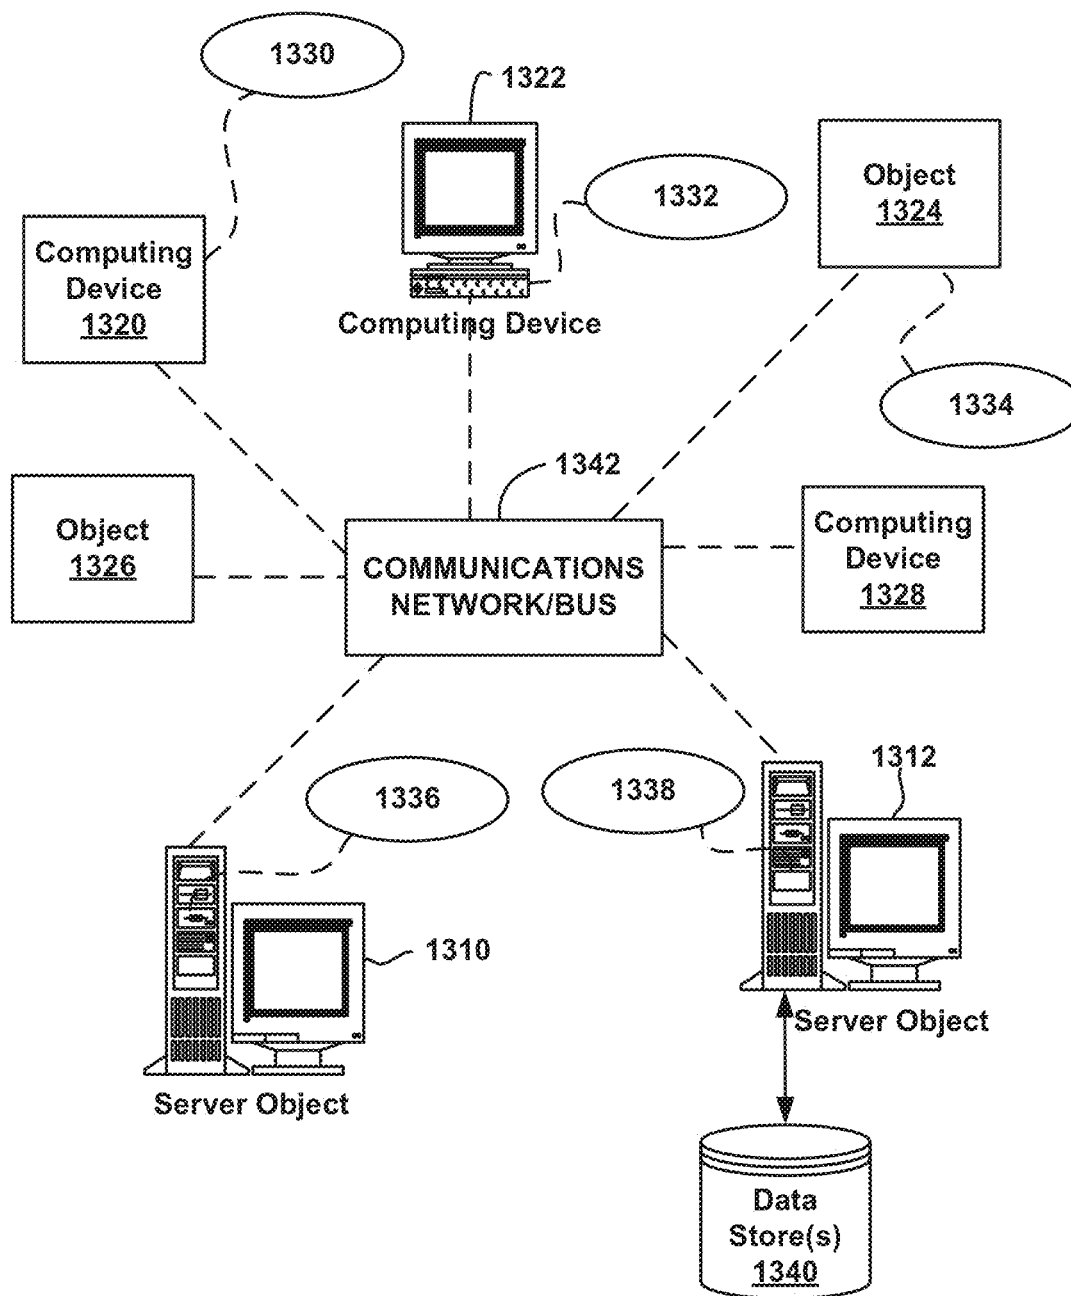 1330
1322
1332
Object
1324
Computing
Device
1320
Computing Device
1334
1342
Object
1326
COMMUNICATIONS
NETWORK/BUS
Computing
Device
1328
1336
1338
1312
1310
Server Object
Server Object
Data
Store(s)
1340